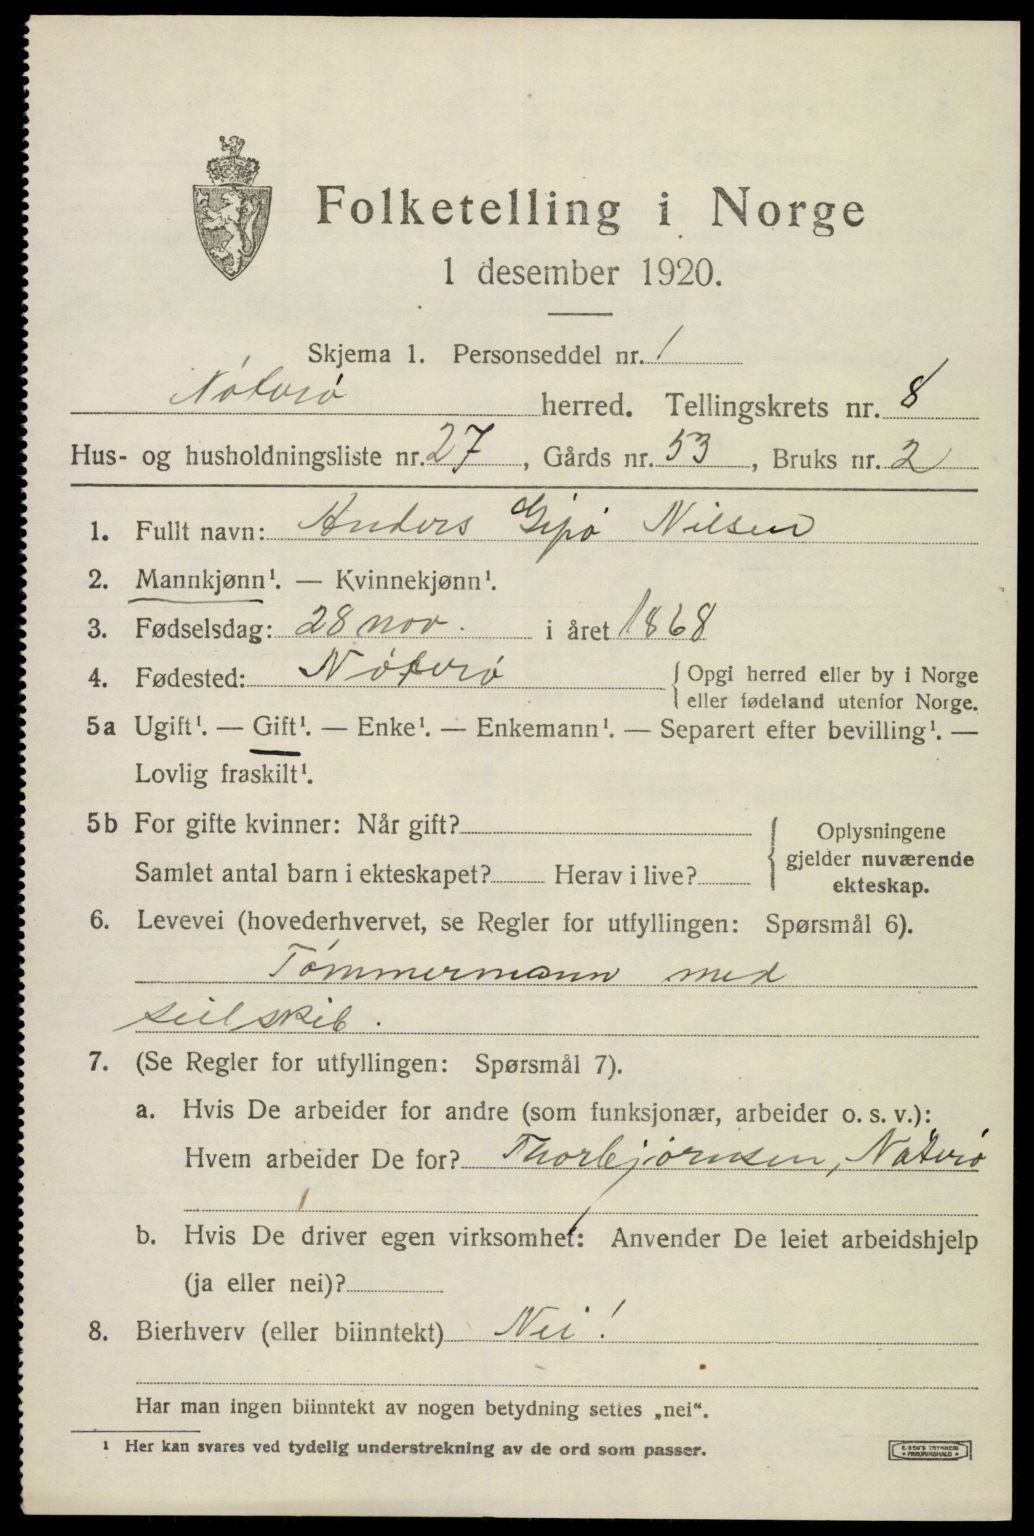 Folketelling i Norge
1 desember 1920.
Skjema 1. Personseddel nr. 1
Nøterø herred. Tellingskrets nr. 8
Hus- og husholdningsliste nr. 27, Gårds nr. 53, Bruks nr. 2
1. Fullt navn: Anders Gipø Nilsen
2. Mannkjønn¹. — Kvinnekjønn¹.
3. Fødselsdag: 28 nov. i året 1868
4. Fødested: Nøterø { Opgi herred eller by i Norge
eller fødeland utenfor Norge.
5a Ugift¹. — Gift¹. — Enke¹. — Enkemann¹. — Separert efter bevilling¹. —
Lovlig fraskilt¹.
5b For gifte kvinner: Når gift? { Oplysningene
gjelder nuværende
ekteskap.
Samlet antal barn i ekteskapet? Herav i live?
6. Levevei (hovederhvervet, se Regler for utfyllingen: Spørsmål 6).
Tømmermann med
seilskib.
7. (Se Regler for utfyllingen: Spørsmål 7).
a. Hvis De arbeider for andre (som funksjonær, arbeider o. s. v.):
Hvem arbeider De for? Thorbjørnsen, Nøterø
b. Hvis De driver egen virksomhet: Anvender De leiet arbeidshjelp
(ja eller nei)?
8. Bierhverv (eller biinntekt) Nei!
Har man ingen biinntekt av nogen betydning settes „nei“.
¹ Her kan svares ved tydelig understrekning av de ord som passer.